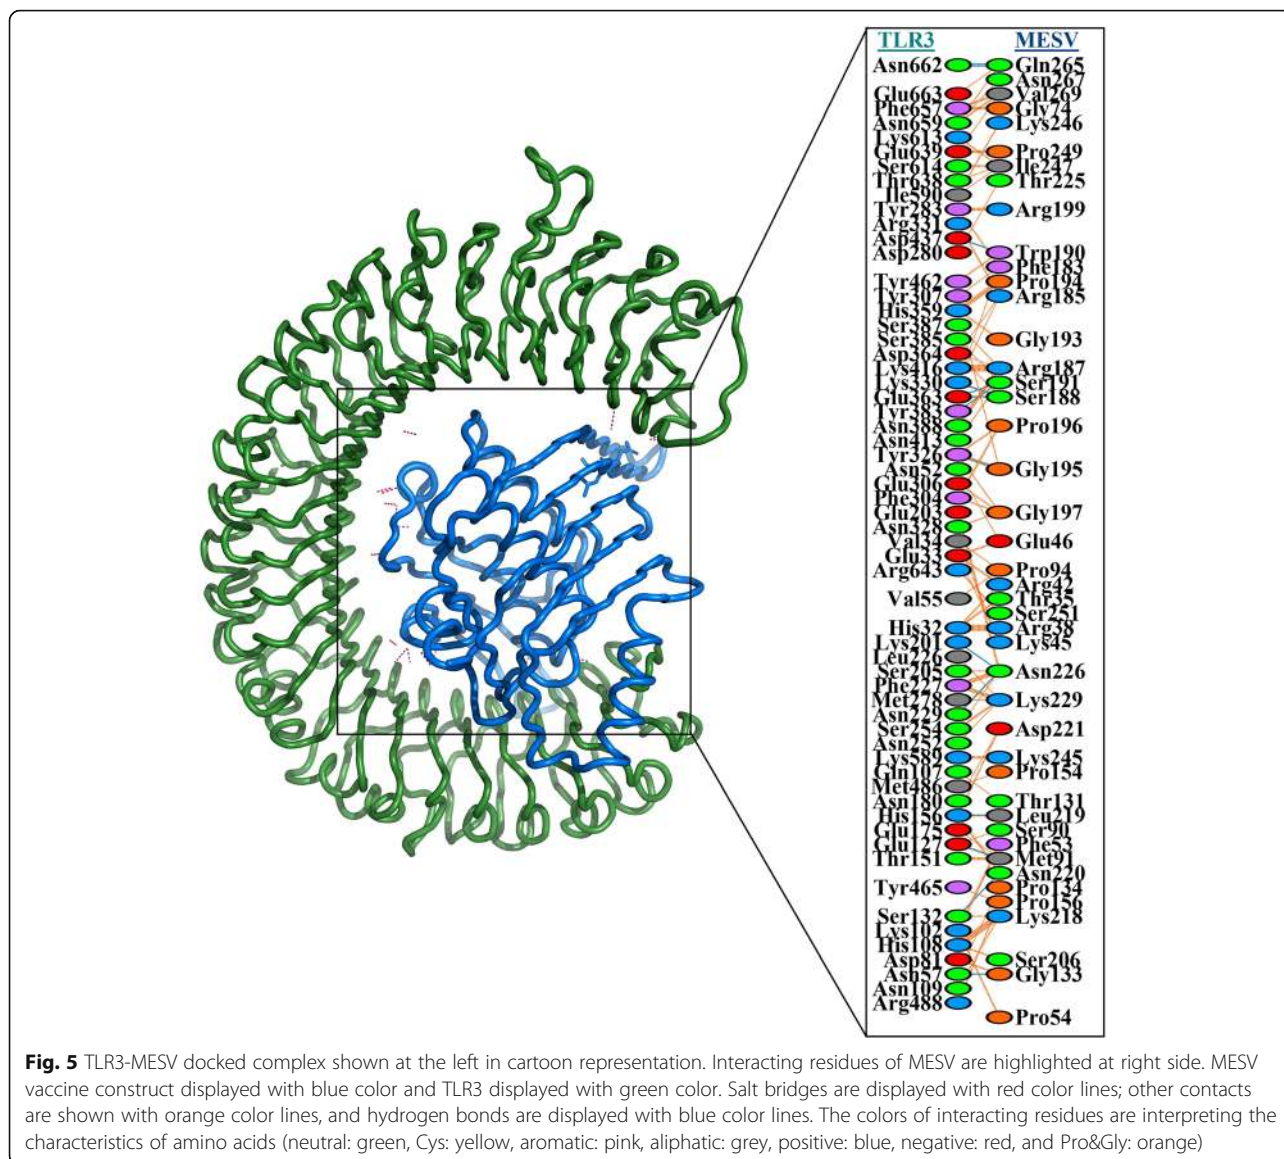 TLR3 MESV
Asn662 Gln265
Asn267
Glu663 Val269
Phe657 Gly74
Asn659 Lys246
Lys613
Glu639 Pro249
Ser614 Ile247
Thr638 Thr225
Ile590
Tyr283 Arg199
Arg331
Asp437
Asp280 Trp190
Phe183
Tyr462 Pro194
Tyr307 Arg185
His359
Ser387
Ser385 Gly193
Asp364
Lys416 Arg187
Lys330 Ser191
Glu363 Ser188
Tyr383
Asn388 Pro196
Asn413
Tyr326
Asn52 Gly195
Glu306
Phe304
Glu203 Gly197
Asn328
Val34 Glu46
Glu33
Arg643 Pro94
Arg42
Val55 Thr35
Ser251
His32 Arg38
Lys201 Lys45
Leu226
Ser205 Asn226
Phe227
Met228 Lys229
Asn229
Ser254 Asp221
Asn252
Lys589 Lys245
Gln107 Pro154
Met486
Asn180 Thr131
His156 Leu219
Glu175 Ser90
Glu127 Phe53
Thr151 Met91
Asn220
Tyr465 Pro134
Pro156
Ser132 Lys218
Lys102
His108
Asp81 Ser206
Asn57 Gly133
Asn109
Arg488
Pro54
Fig. 5 TLR3-MESV docked complex shown at the left in cartoon representation. Interacting residues of MESV are highlighted at right side. MESV
vaccine construct displayed with blue color and TLR3 displayed with green color. Salt bridges are displayed with red color lines; other contacts
are shown with orange color lines, and hydrogen bonds are displayed with blue color lines. The colors of interacting residues are interpreting the
characteristics of amino acids (neutral: green, Cys: yellow, aromatic: pink, aliphatic: grey, positive: blue, negative: red, and Pro&Gly: orange)